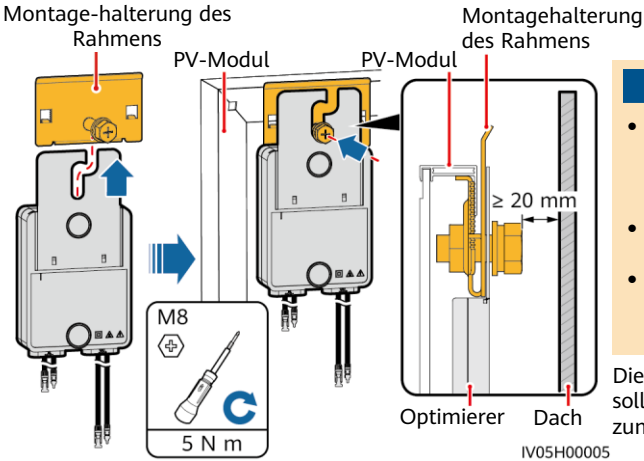 Montage-halterung des
Rahmens
PV-Modul
PV-Modul
Montagehalterung
des Rahmens
≥ 20 mm
M8
5 N m
Optimierer
Dach
IV05H00005
•
•
•
Die
soll
zun